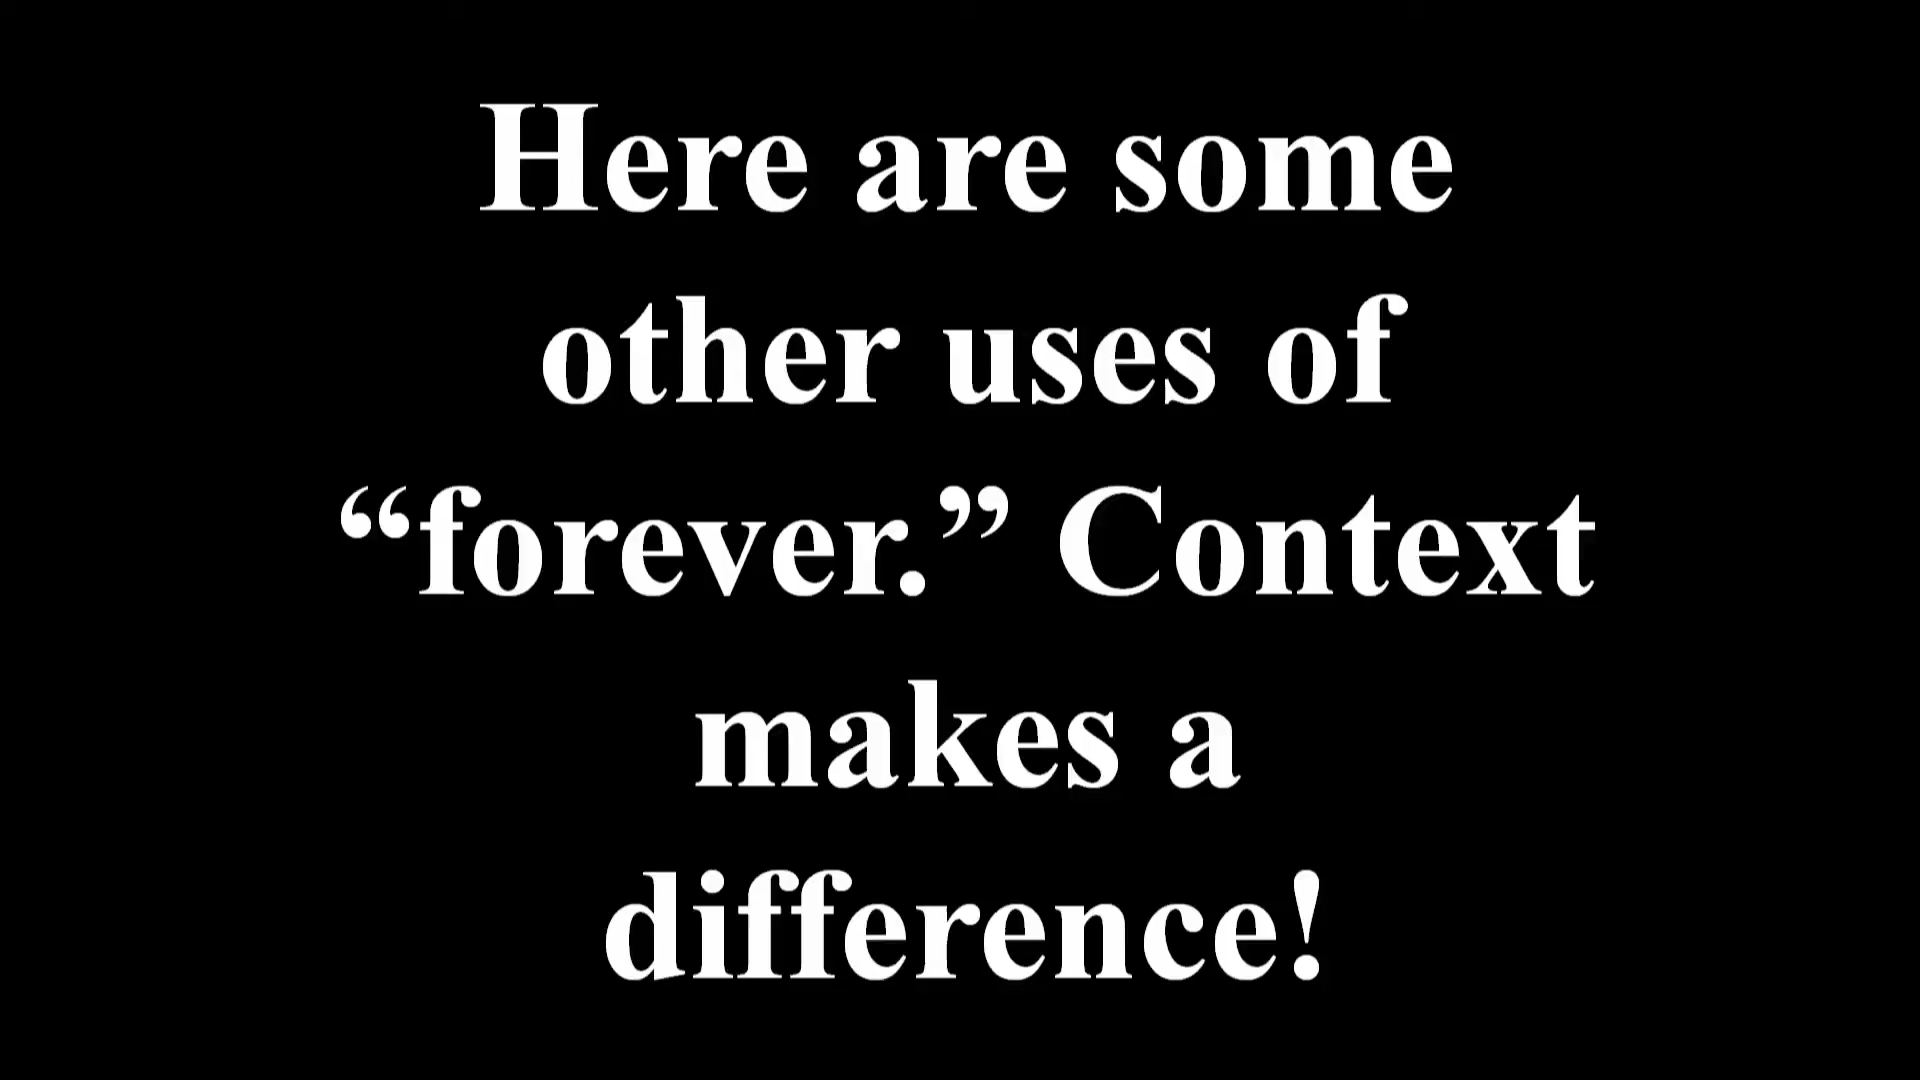 Here are some
other uses of
“forever.” Context
makes a
difference!